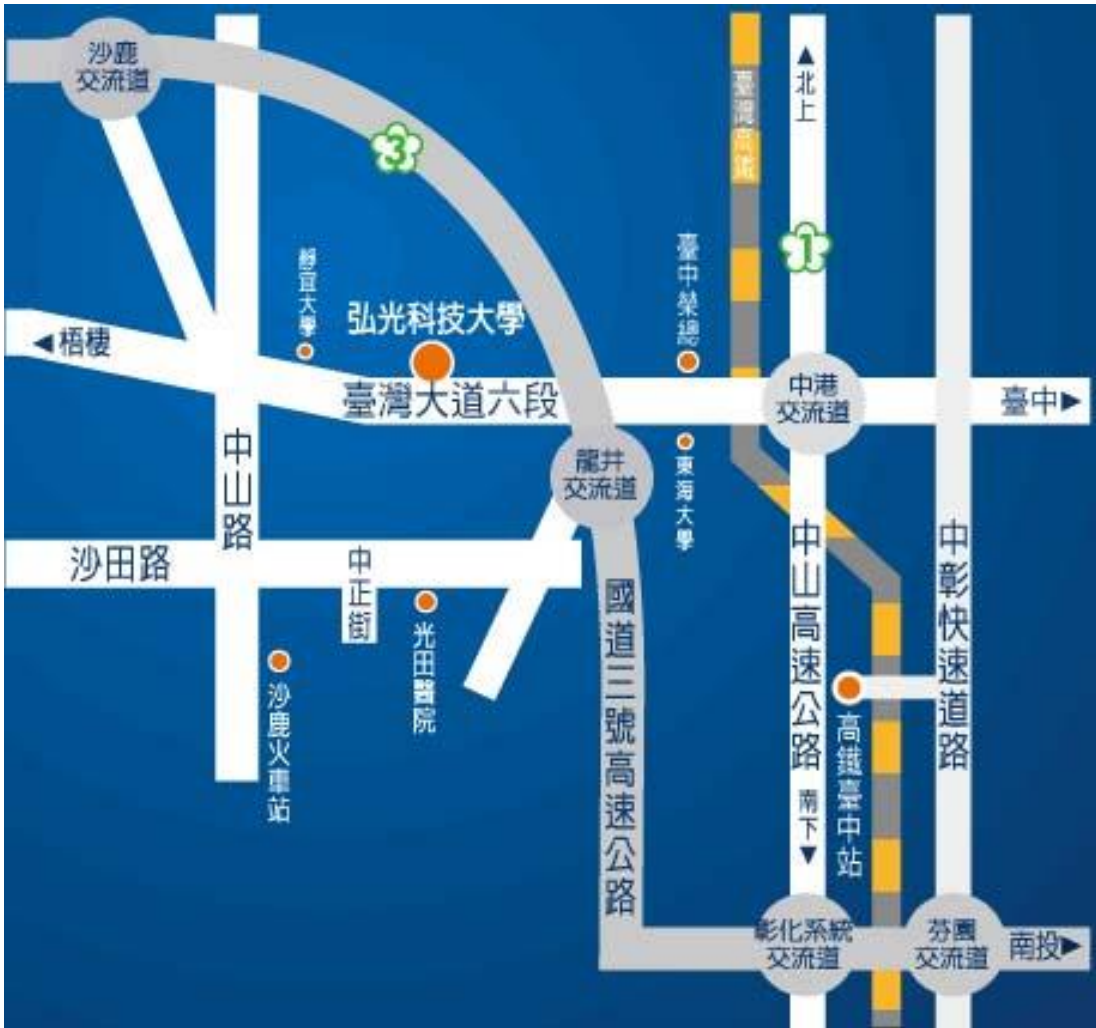 沙鹿
交流道
臺灣高鐵
北上
3
1
靜宜大學
弘光科技大學
臺中榮總
梧棲
臺灣大道六段
中港
交流道
臺中
中山路
龍井
交流道
東海大學
沙田路
中正街
光田醫院
沙鹿火車站
國道三號高速公路
中山高速公路
中彰快速道路
高鐵臺中站
南下
彰化系統
交流道
芬園
交流道
南投